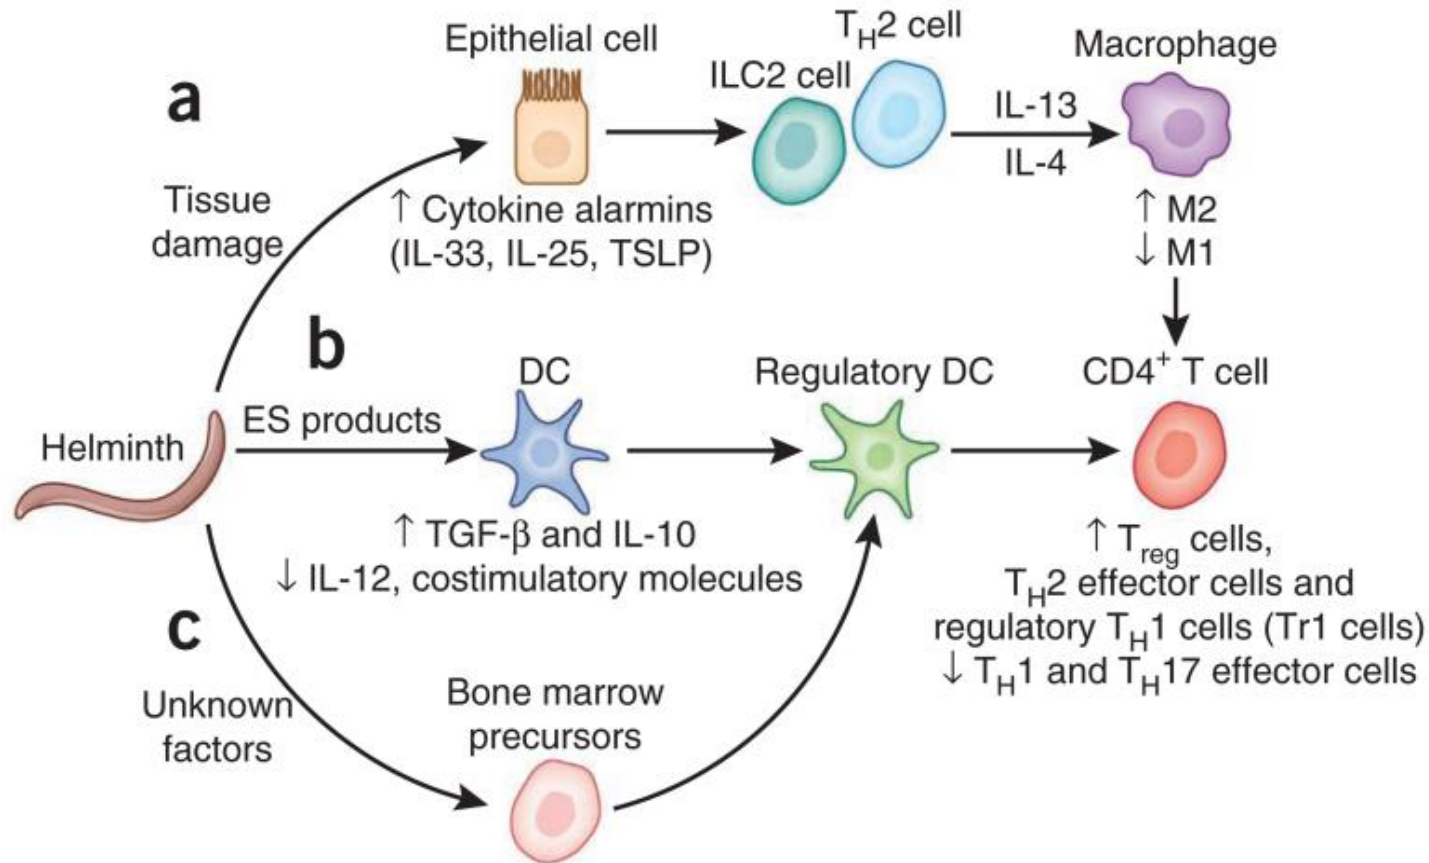 a
Tissue
damage
Epithelial cell
↑ Cytokine alarmins
(IL-33, IL-25, TSLP)
ILC2 cell
TH2 cell
IL-13
IL-4
Macrophage
↑ M2
↓ M1
b
Helminth
ES products
DC
↑ TGF-β and IL-10
↓ IL-12, costimulatory molecules
Regulatory DC
CD4+ T cell
↑ Treg cells,
TH2 effector cells and
regulatory TH1 cells (Tr1 cells)
↓ TH1 and TH17 effector cells
c
Unknown
factors
Bone marrow
precursors